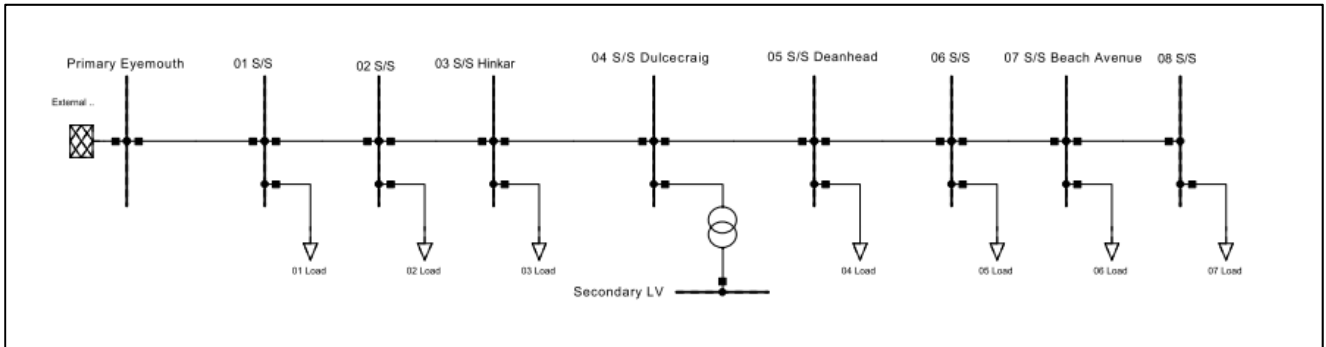 Primary Eyemouth
01 S/S
02 S/S
03 S/S Hinkar
04 S/S Dulcecraig
05 S/S Deanhead
06 S/S
07 S/S Beach Avenue
08 S/S
External ..
01 Load
02 Load
03 Load
04 Load
05 Load
06 Load
07 Load
Secondary LV